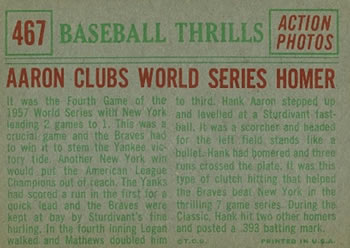 467 BASEBALL THRILLS ACTION PHOTOS
AARON CLUBS WORLD SERIES HOMER
It was the Fourth Game of the
1957 World Series with New York
leading 2 games to 1. This was a
crucial game and the Braves had
to win it to stem the Yankee vic-
tory tide. Another New York win
would put the American League
Champions out of reach. The Yanks
had scored a run in the first for a
quick lead and the Braves were
kept at bay by Sturdivant's fine
hurling. In the fourth inning Logan
walked and Mathews doubled him
to third. Hank Aaron stepped up
and levelled at a Sturdivant fast-
ball. It was a scorcher and headed
for the left field stands like a
bullet. Hank had homered and three
runs crossed the plate. It was this
type of clutch hitting that helped
the Braves beat New York in the
thrilling 7 game series. During the
Classic, Hank hit two other homers
and posted a .393 batting mark.
©T.C.G. PRINTED IN U.S.A.